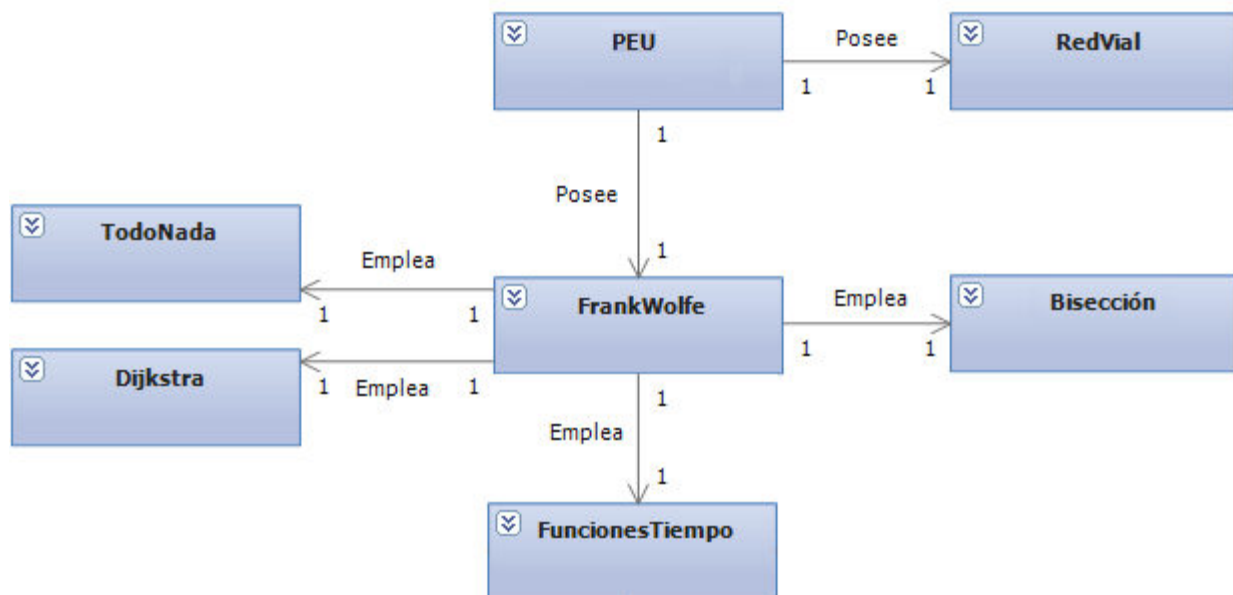 PEU
Posee
RedVial
1
1
1
Posee
1
TodoNada
Emplea
1
1
FrankWolfe
Emplea
1
1
Bisección
Dijkstra
1
Emplea
1
1
Emplea
1
FuncionesTiempo